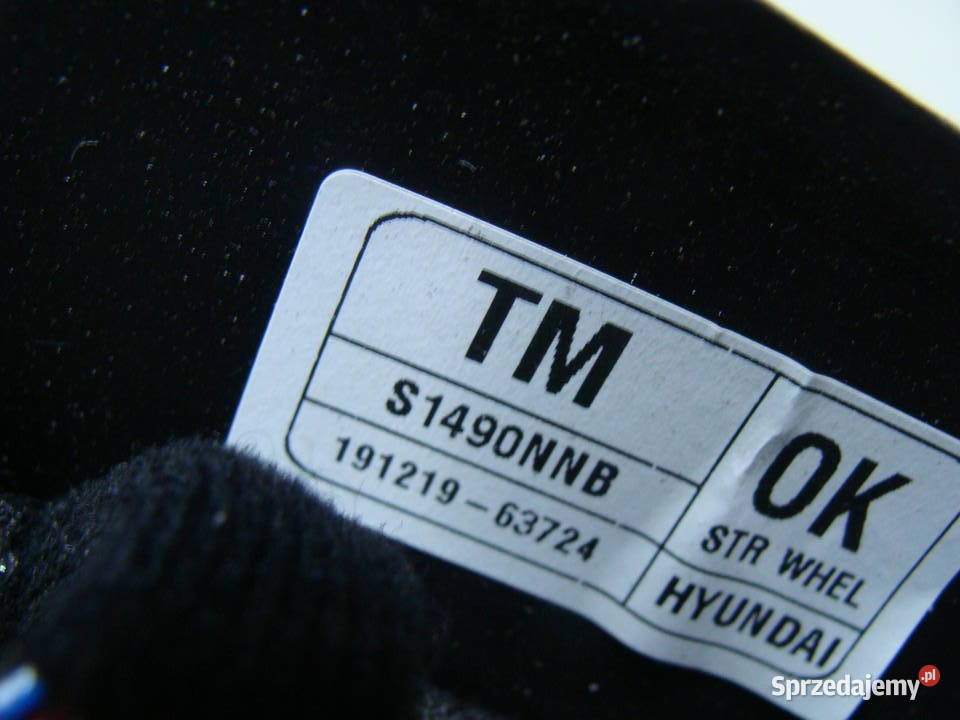 TM
S1490NNB
191219-63724
OK
STR WHEL
HYUNDAI
Sprzedajemy.pl